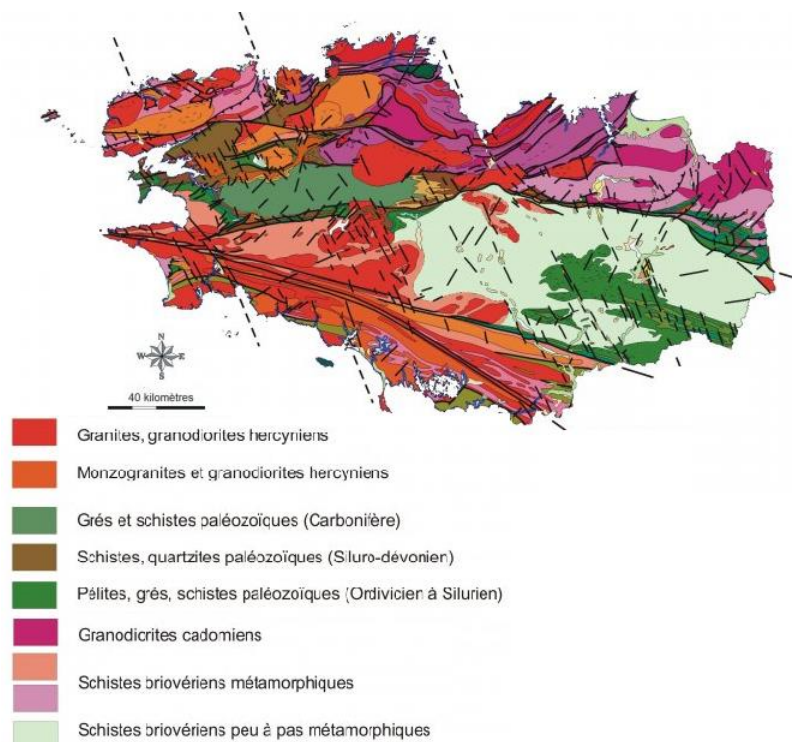 N
W E
S
40 kilomètres
Granites, granodiorites hercyniens
Monzogranites et granodiorites hercyniens
Grés et schistes paléozoïques (Carbonifère)
Schistes, quartzites paléozoïques (Siluro-dévonien)
Pélites, grés, schistes paléozoïques (Ordivicien à Silurien)
Granodicrites cadomiens
Schistes briovériens métamorphiques
Schistes briovériens peu à pas métamorphiques